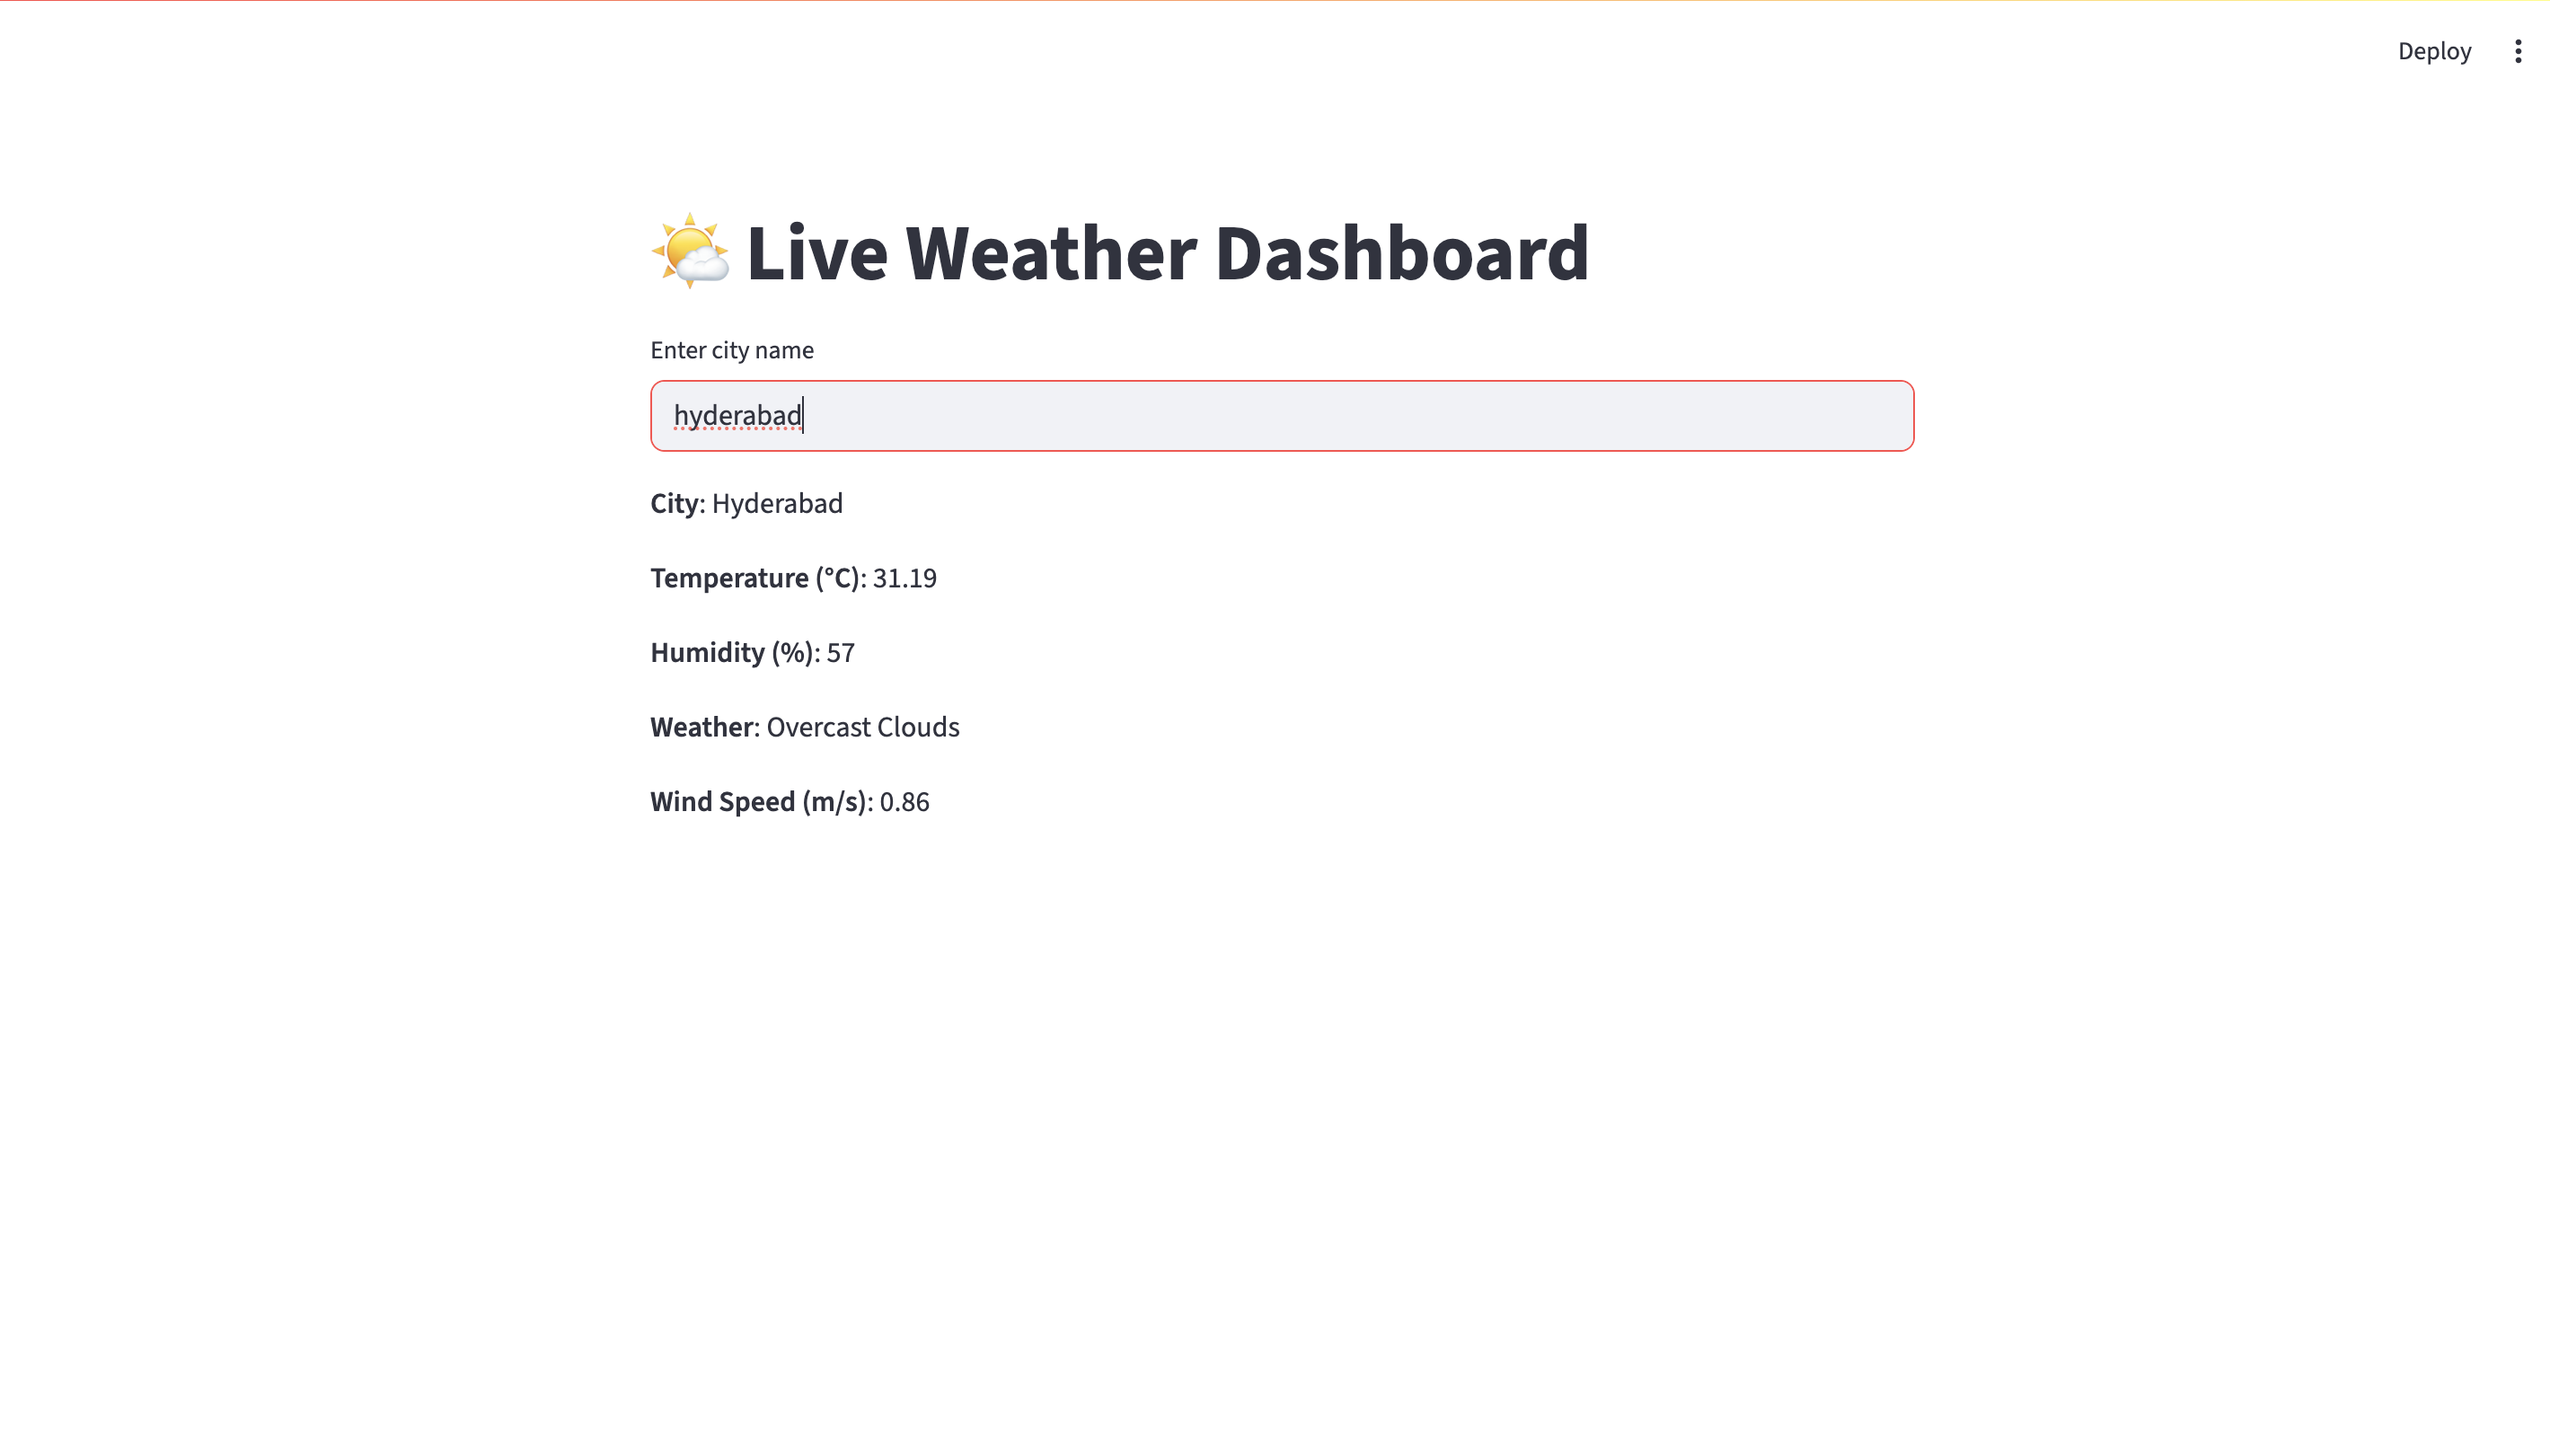 Deploy
Live Weather Dashboard
Enter city name
hyderabad
City: Hyderabad
Temperature (°C): 31.19
Humidity (%): 57
Weather: Overcast Clouds
Wind Speed (m/s): 0.86